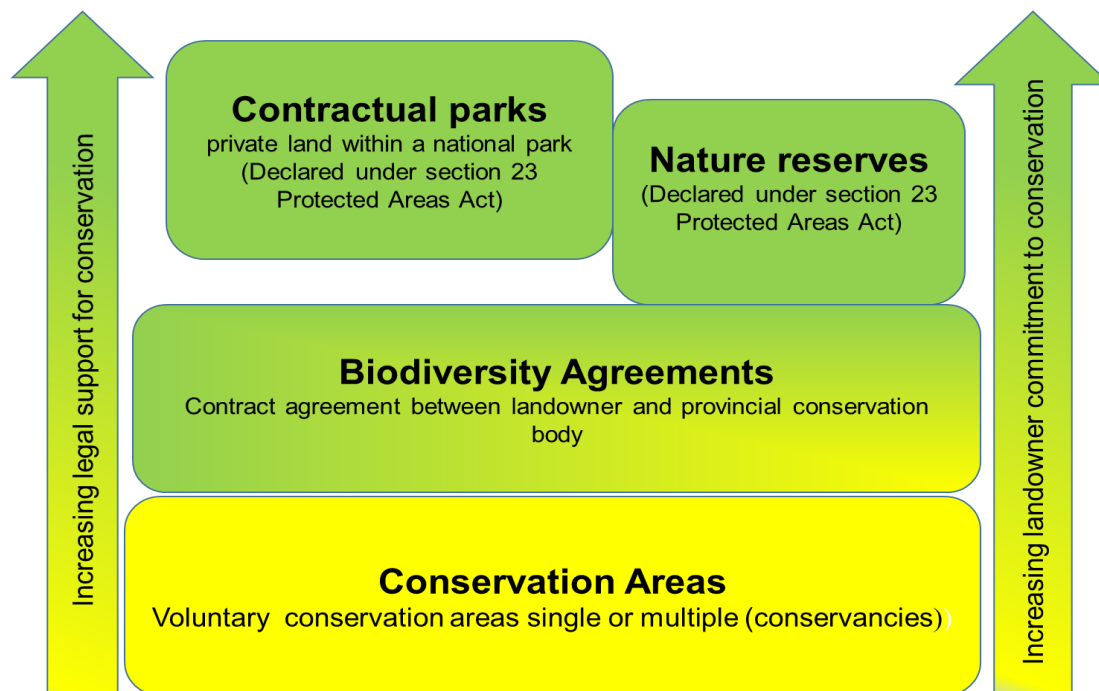 Increasing legal support for conservation
Contractual parks
private land within a national park
(Declared under section 23
Protected Areas Act)
Nature reserves
(Declared under section 23
Protected Areas Act)
Biodiversity Agreements
Contract agreement between landowner and provincial conservation
body
Conservation Areas
Voluntary conservation areas single or multiple (conservancies))
Increasing landowner commitment to conservation